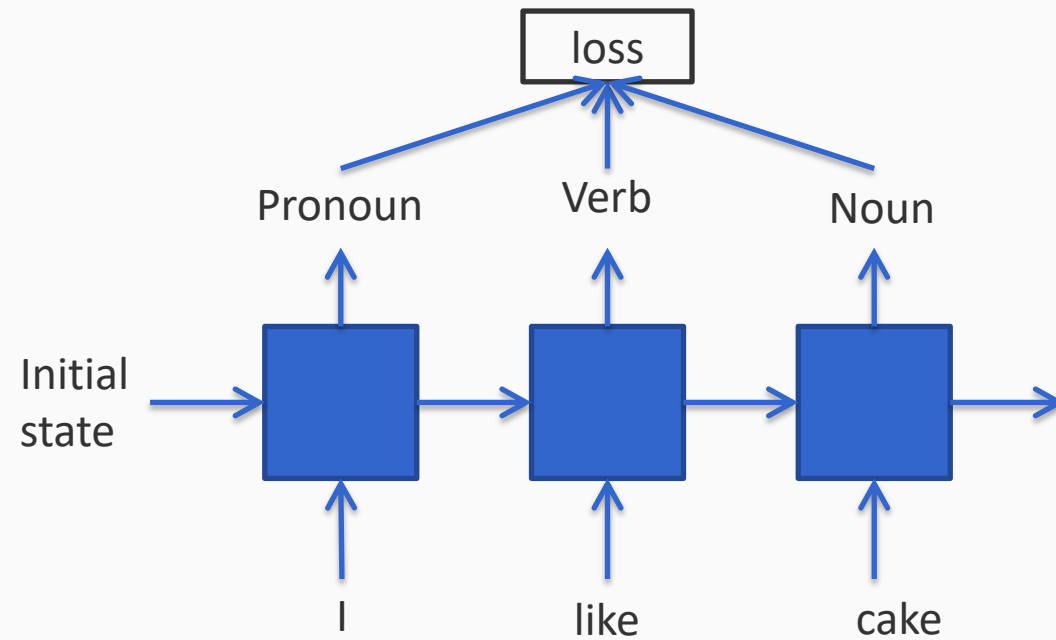 loss
Pronoun
Verb
Noun
Initial
state
I
like
cake